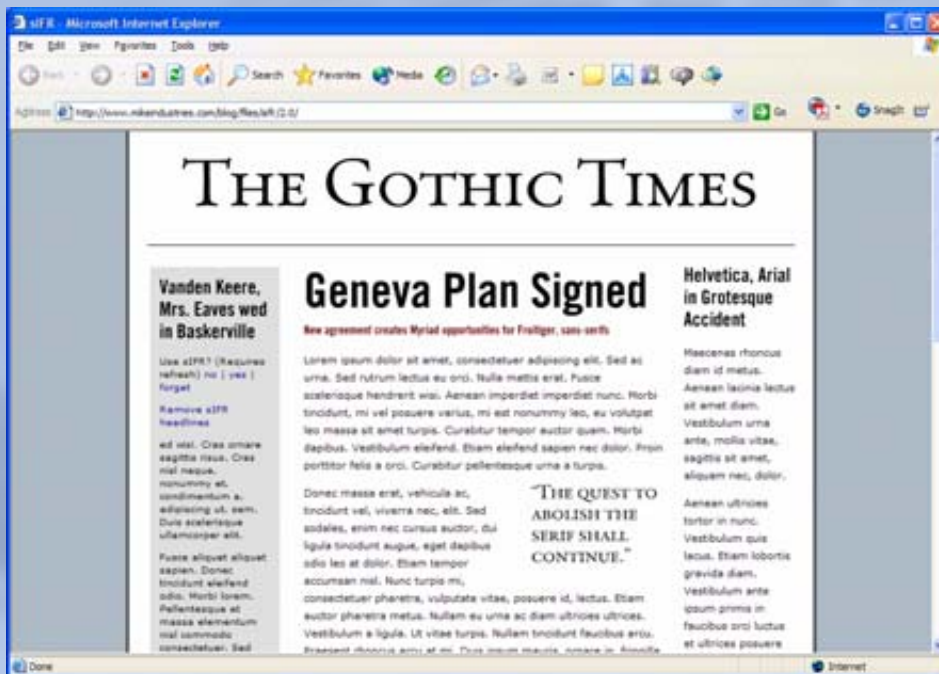 sIFR - Microsoft Internet Explorer
File Edit View Favorites Tools Help
Back Search Favorites Media SnagIt
Address http://www.mikeindustries.com/blog/files/sifr/2.0/ Go
THE GOTHIC TIMES
Vanden Keere,
Mrs. Eaves wed
in Baskerville
Use sIFR? (Requires
refresh) no | yes |
forget
Remove sIFR
headlines
ed wisi. Cras ornare
sagittis risus. Cras
nisl neque,
nonummy at,
condimentum a,
adipiscing ut, sem.
Duis scelerisque
ullamcorper elit.
Fusce aliquet aliquet
sapien. Donec
tincidunt eleifend
odio. Morbi lorem.
Pellentesque at
massa elementum
nisl commodo
consectetuer. Sed
Geneva Plan Signed
New agreement creates Myriad opportunities for Frutiger, sans-serifs
Lorem ipsum dolor sit amet, consectetuer adipiscing elit. Sed ac
urna. Sed rutrum lectus eu orci. Nulla mattis erat. Fusce
scelerisque hendrerit wisi. Aenean imperdiet imperdiet nunc. Morbi
tincidunt, mi vel posuere varius, mi est nonummy leo, eu volutpat
leo massa sit amet turpis. Curabitur tempor auctor quam. Morbi
dapibus. Vestibulum eleifend. Etiam eleifend sapien nec dolor. Proin
porttitor felis a orci. Curabitur pellentesque urna a turpis.
Donec massa erat, vehicula ac,
tincidunt vel, viverra nec, elit. Sed
sodales, enim nec cursus auctor, dui
ligula tincidunt augue, eget dapibus
odio leo at dolor. Etiam tempor
accumsan nisl. Nunc turpis mi,
consectetuer pharetra, vulputate vitae, posuere id, lectus. Etiam
auctor pharetra metus. Nullam eu urna ac diam ultricies ultrices.
Vestibulum a ligula. Ut vitae turpis. Nullam tincidunt faucibus arcu.
Praesent rhoncus arcu at mi. Duis ipsum mauris, ornare in, fringilla
"THE QUEST TO
ABOLISH THE
SERIF SHALL
CONTINUE."
Helvetica, Arial
in Grotesque
Accident
Maecenas rhoncus
diam id metus.
Aenean lacinia lectus
sit amet diam.
Vestibulum urna
ante, mollis vitae,
sagittis sit amet,
aliquam nec, dolor.
Aenean ultricies
tortor in nunc.
Vestibulum quis
lacus. Etiam lobortis
gravida diam.
Vestibulum ante
ipsum primis in
faucibus orci luctus
et ultrices posuere
Done Internet